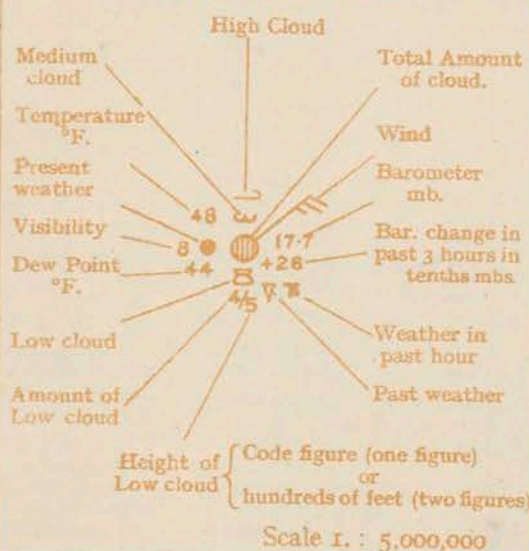 High Cloud
Medium
cloud
Total Amount
of cloud.
Temperature
°F.
Wind
Present
weather
Barometer
mb.
Visibility
Bar. change in
past 3 hours in
tenths mbs.
Dew Point
°F.
48
8
17.7
44
+26
4/5
Low cloud
Weather in
past hour
Amount of
Low cloud
Past weather
Height of
Low cloud
Code figure (one figure)
or
hundreds of feet (two figures)
Scale 1. : 5,000,000